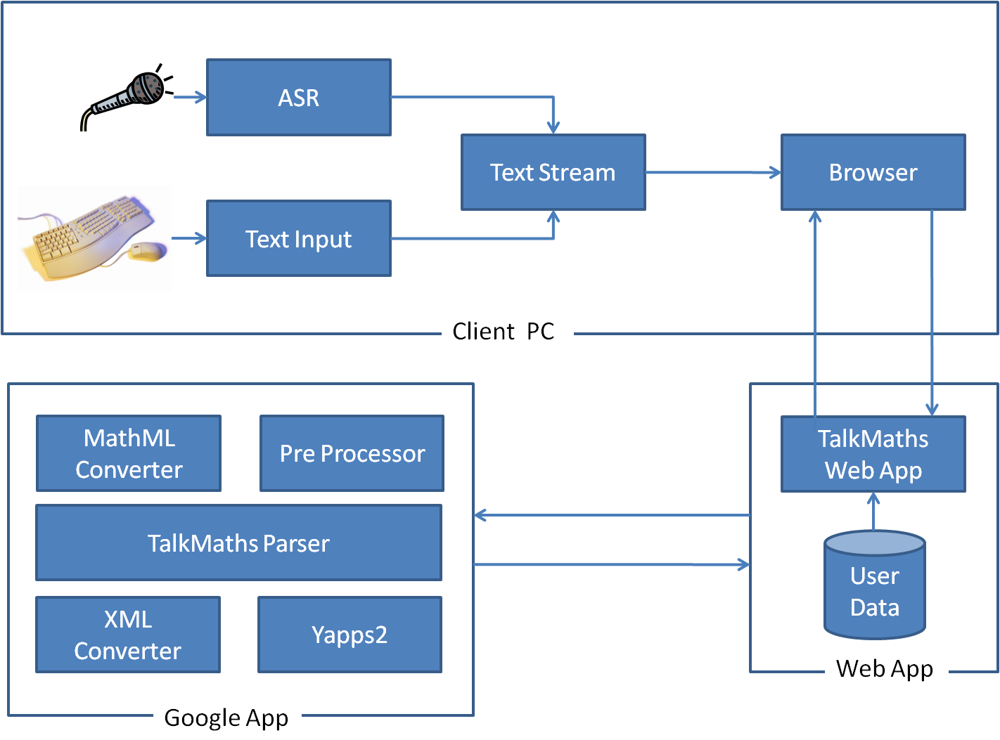 ASR
Text Stream
Browser
Text Input
Client PC
MathML
Converter
Pre Processor
TalkMaths Parser
XML
Converter
Yapps2
Google App
TalkMaths
Web App
User
Data
Web App